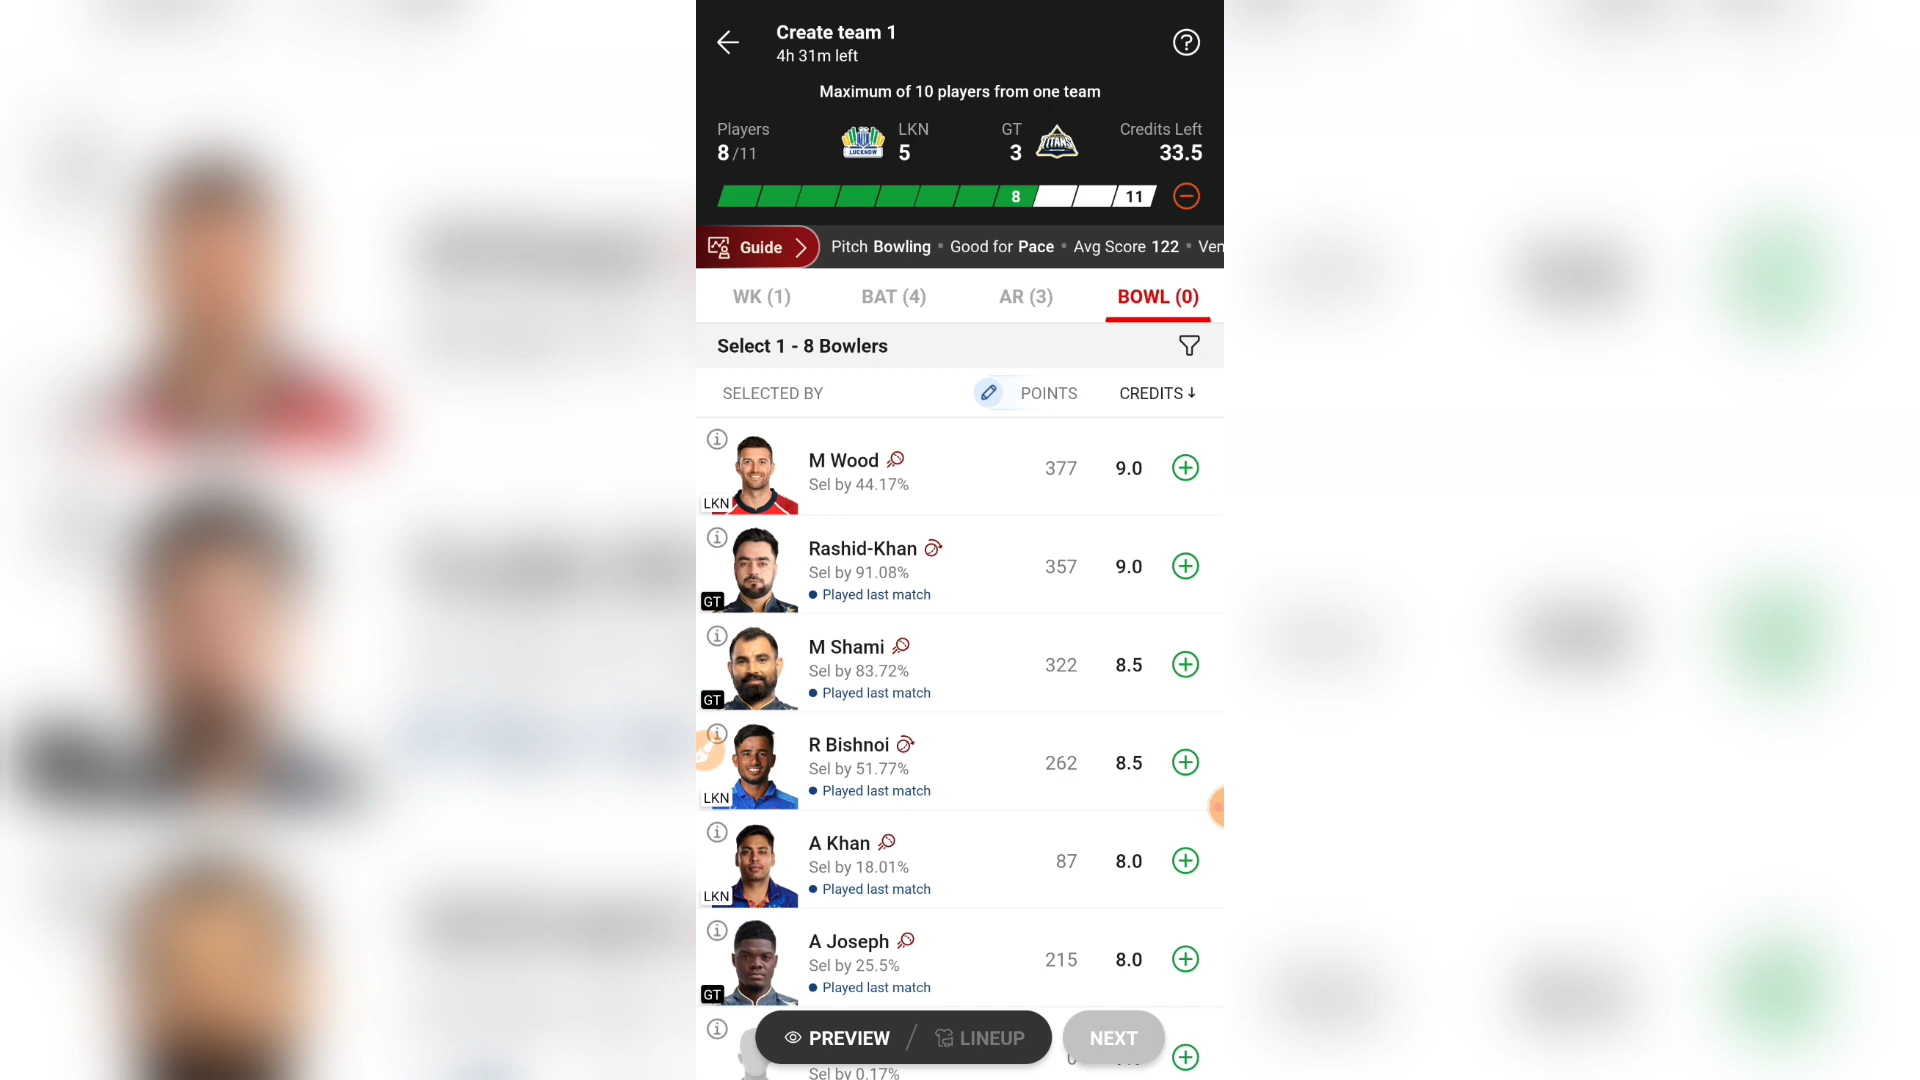 Create team 1
4h 31m left
Maximum of 10 players from one team
Players LKN GT Credits Left
8/11 LUCKNOW 5 3 TITANS 33.5
8 11
Guide Pitch Bowling • Good for Pace • Avg Score 122 • Ven
WK (1) BAT (4) AR (3) BOWL (0)
Select 1 - 8 Bowlers
SELECTED BY POINTS CREDITS ↓
M Wood 377 9.0
Sel by 44.17%
LKN
Rashid-Khan 357 9.0
Sel by 91.08%
Played last match
GT
M Shami 322 8.5
Sel by 83.72%
Played last match
GT
R Bishnoi 262 8.5
Sel by 51.77%
Played last match
LKN
A Khan 87 8.0
Sel by 18.01%
Played last match
LKN
A Joseph 215 8.0
Sel by 25.5%
Played last match
GT
PREVIEW / LINEUP NEXT
Sel by 0.17%